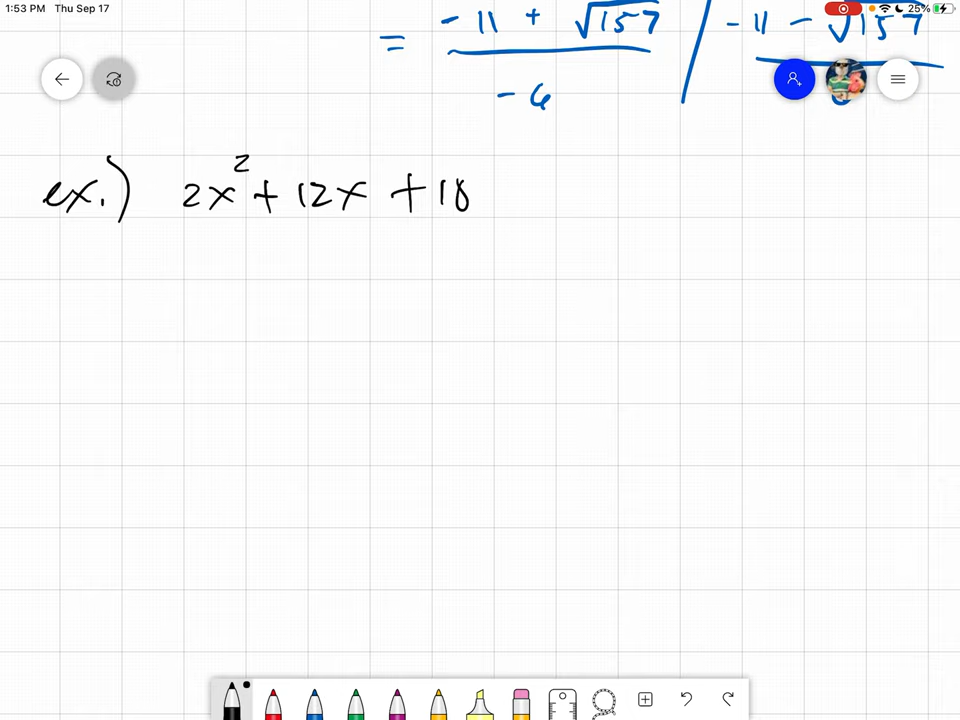 1:53 PM Thu Sep 17 25%
= -11 + √157 / -11 - √157
-6
ex.) 2x² + 12x + 18